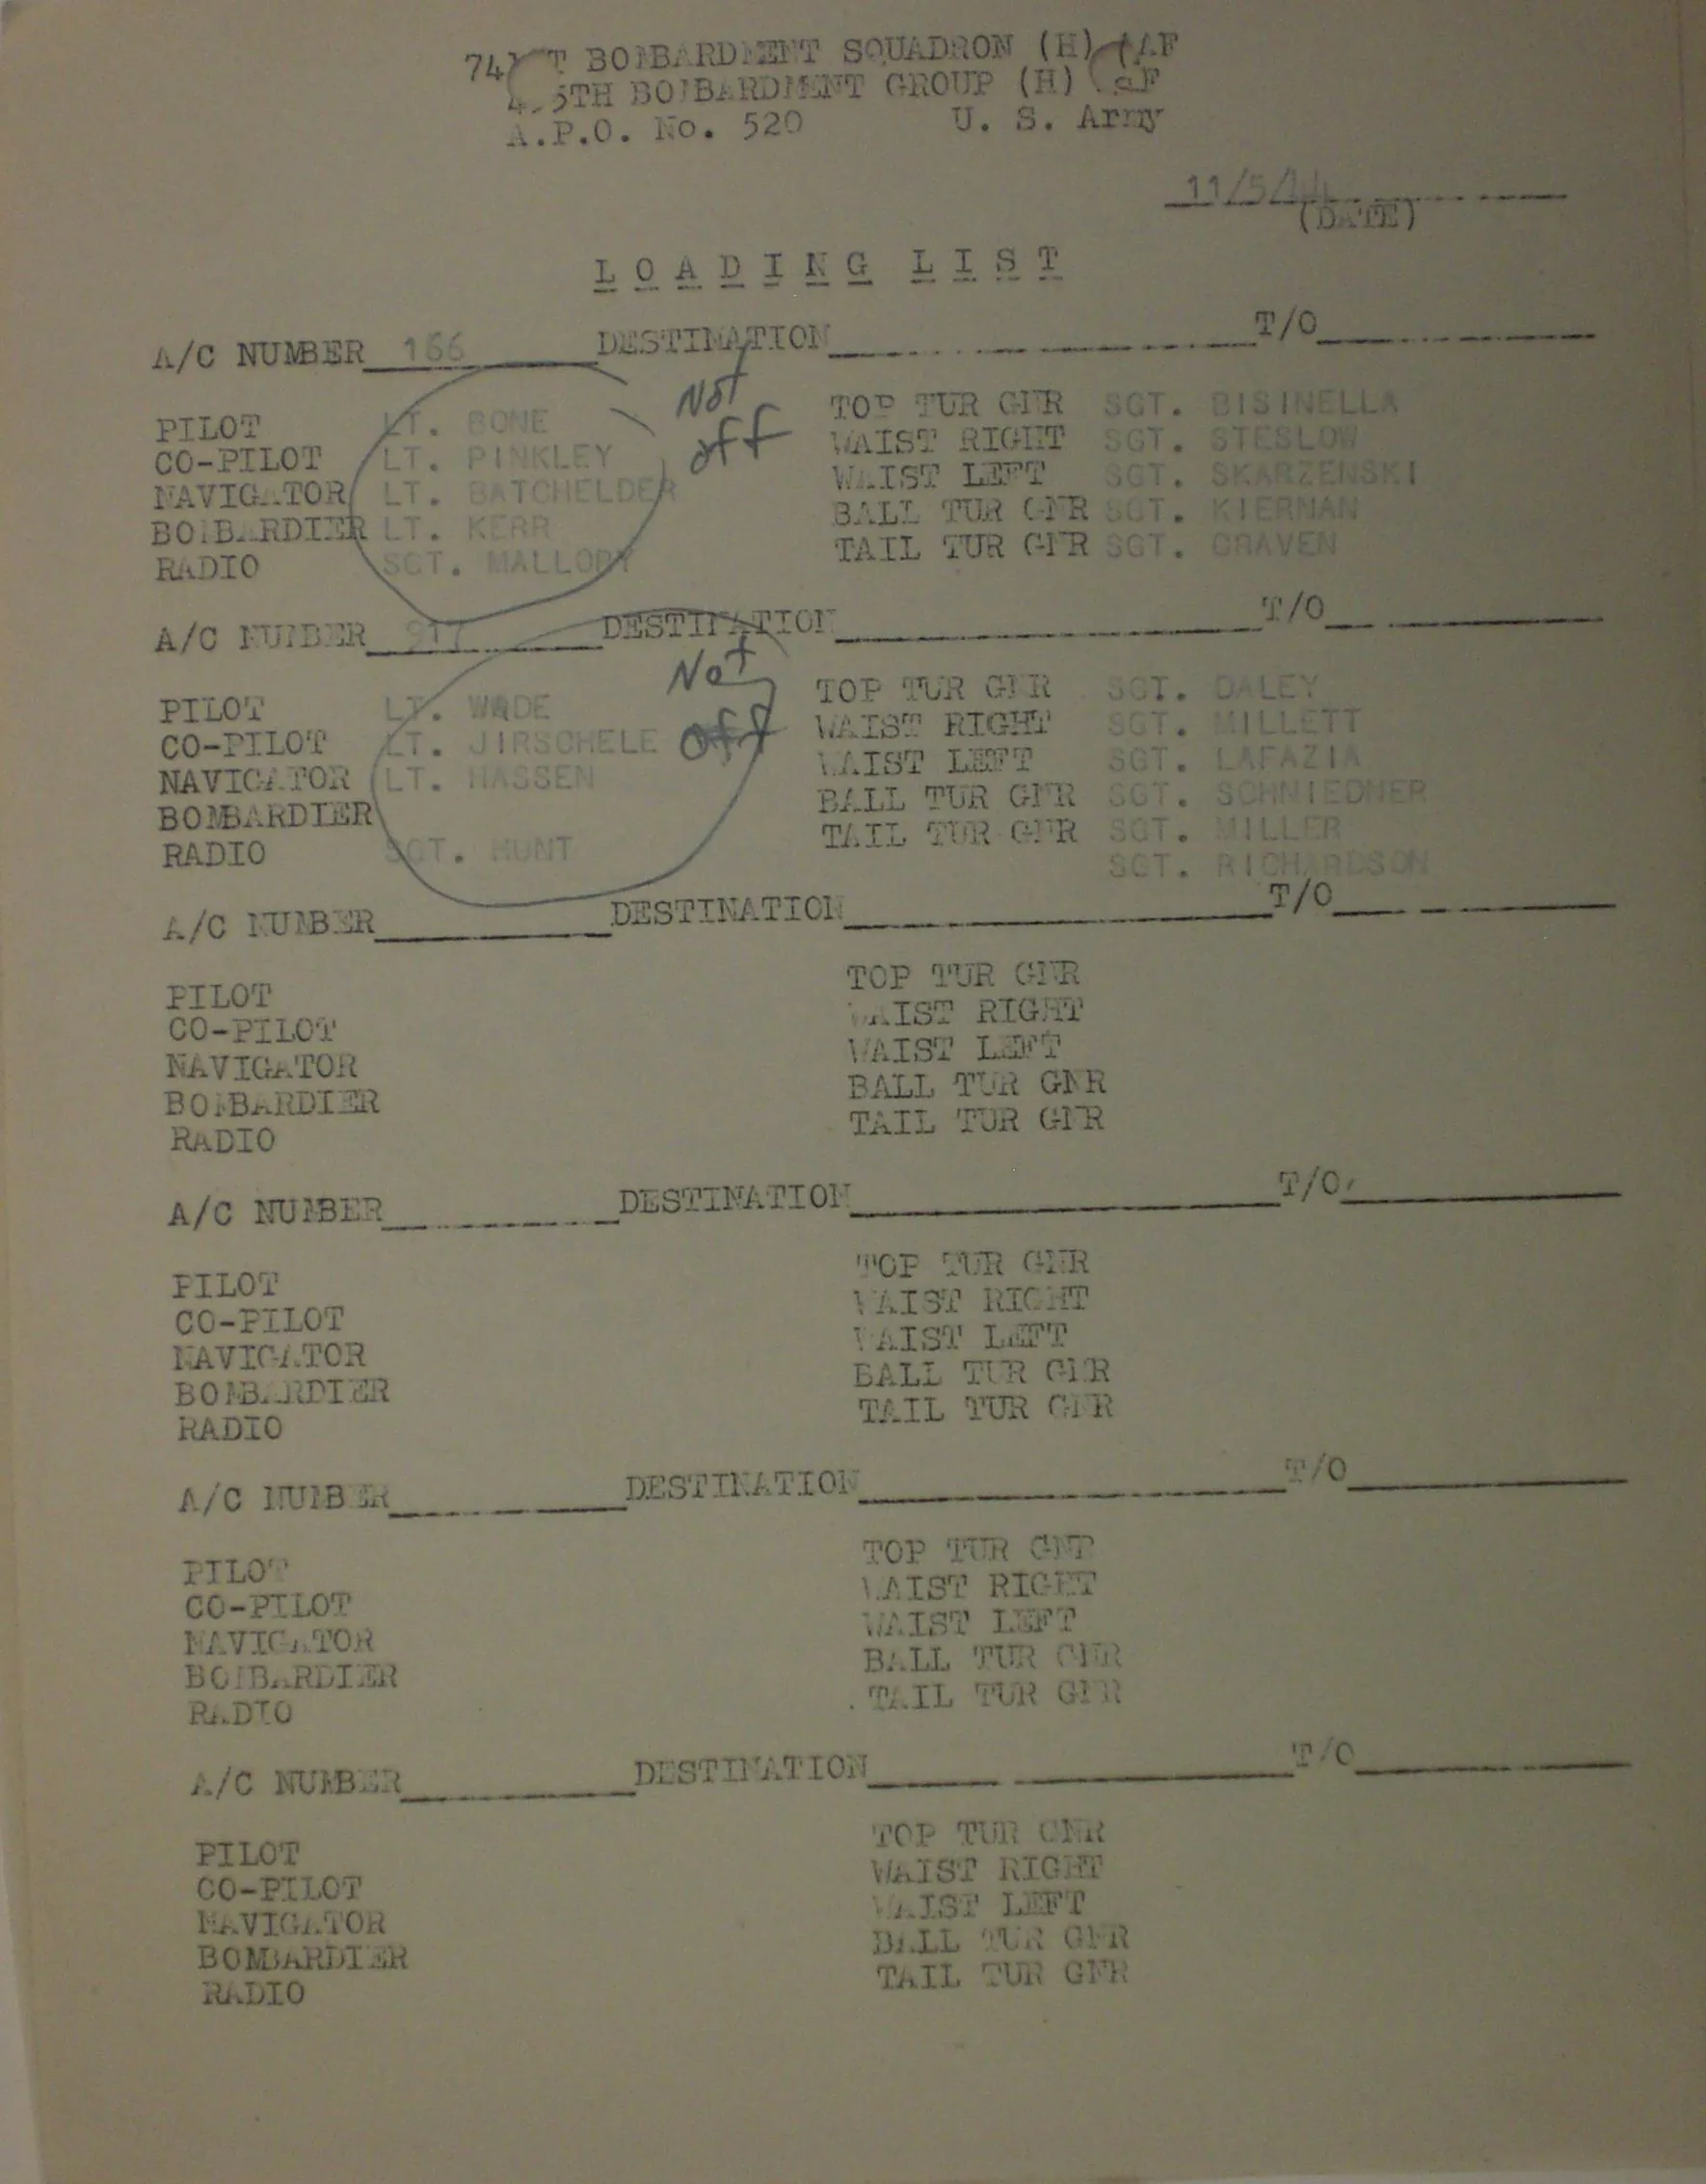 74 T BOMBARDMENT SQUADRON (H) AAF
4 5TH BOMBARDMENT GROUP (H) AF
A.P.O. No. 520 U. S. Army
11/5/44
(DATE)
LOADING LIST
A/C NUMBER 166 DESTINATION T/O
Not
off
PILOT LT. BONE TOP TUR GNR SGT. BISINELLA
CO-PILOT LT. PINKLEY WAIST RIGHT SGT. STESLOW
NAVIGATOR LT. BATCHELDER WAIST LEFT SGT. SKARZENSKI
BOMBARDIER LT. KERR BALL TUR GNR SGT. KIERNAN
RADIO SGT. MALLORY TAIL TUR GNR SGT. CRAVEN
A/C NUMBER 917 DESTINATION T/O
Not
Off
PILOT LT. WADE TOP TUR GNR SGT. DALEY
CO-PILOT LT. JIRSCHELE WAIST RIGHT SGT. MILLETT
NAVIGATOR LT. HASSEN WAIST LEFT SGT. LAFAZIA
BOMBARDIER BALL TUR GNR SGT. SCHNIEDNER
RADIO SGT. HUNT TAIL TUR GNR SGT. MILLER
SGT. RICHARDSON
A/C NUMBER DESTINATION T/O
PILOT TOP TUR GNR
CO-PILOT WAIST RIGHT
NAVIGATOR WAIST LEFT
BOMBARDIER BALL TUR GNR
RADIO TAIL TUR GNR
A/C NUMBER DESTINATION T/O
PILOT TOP TUR GNR
CO-PILOT WAIST RIGHT
NAVIGATOR WAIST LEFT
BOMBARDIER BALL TUR GNR
RADIO TAIL TUR GNR
A/C NUMBER DESTINATION T/O
PILOT TOP TUR GNR
CO-PILOT WAIST RIGHT
NAVIGATOR WAIST LEFT
BOMBARDIER BALL TUR GNR
RADIO TAIL TUR GNR
A/C NUMBER DESTINATION T/O
PILOT TOP TUR GNR
CO-PILOT WAIST RIGHT
NAVIGATOR WAIST LEFT
BOMBARDIER BALL TUR GNR
RADIO TAIL TUR GNR